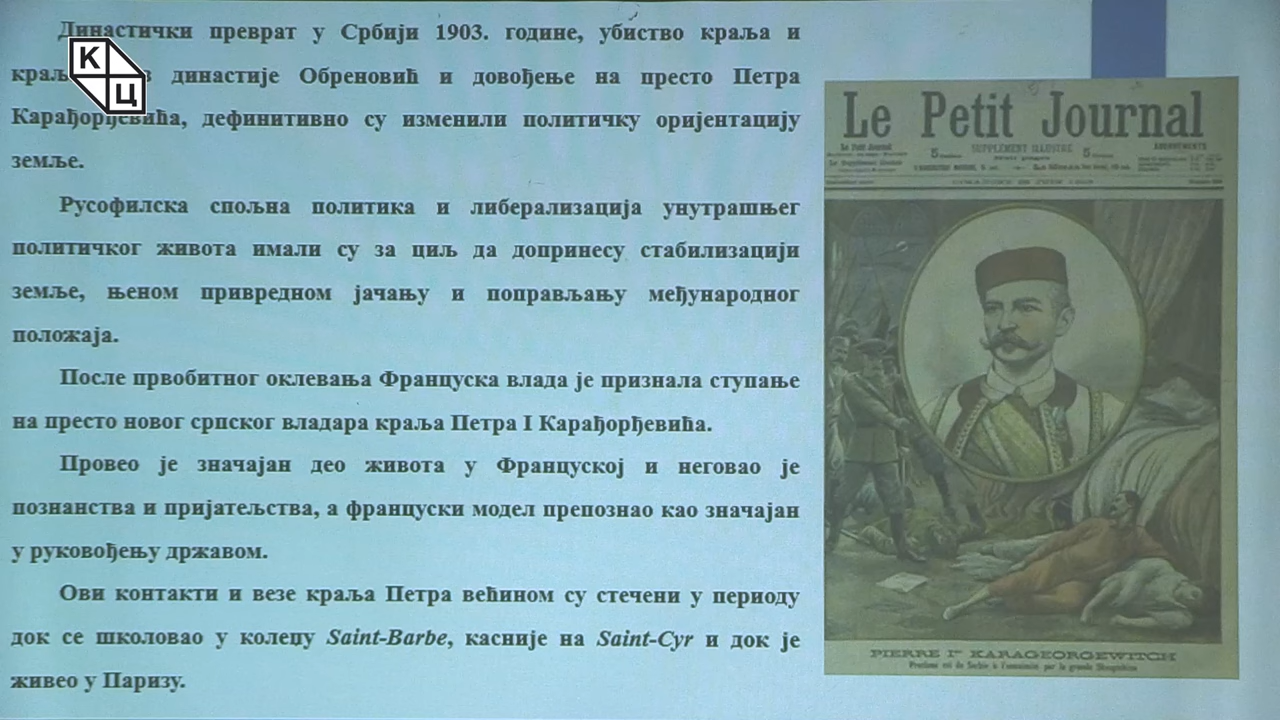 Династички преврат у Србији 1903. године, убиство краља и
династије Обреновић и довођење на престо Петра
Карађорђевића, дефинитивно су изменили политичку оријентацију
земље.
Русофилска спољна политика и либерализација унутрашњег
политичког живота имали су за циљ да допринесу стабилизацији
земље, њеном привредном јачању и поправљању међународног
положаја.
После првобитног оклевања Француска влада је признала ступање
на престо новог српског владара краља Петра I Карађорђевића.
Провео је значајан део живота у Француској и неговао је
познанства и пријатељства, а француски модел препознао као значајан
у руковођењу државом.
Ови контакти и везе краља Петра већином су стечени у периоду
док се школовао у колеџу Saint-Barbe, касније на Saint-Cyr и док је
живео у Паризу.
К
Ц
Le Petit Journal
SUPPLÉMENT ILLUSTRÉ
5
5
ABONNEMENTS
PIERRE Iᵉʳ KARAGEORGEWITCH